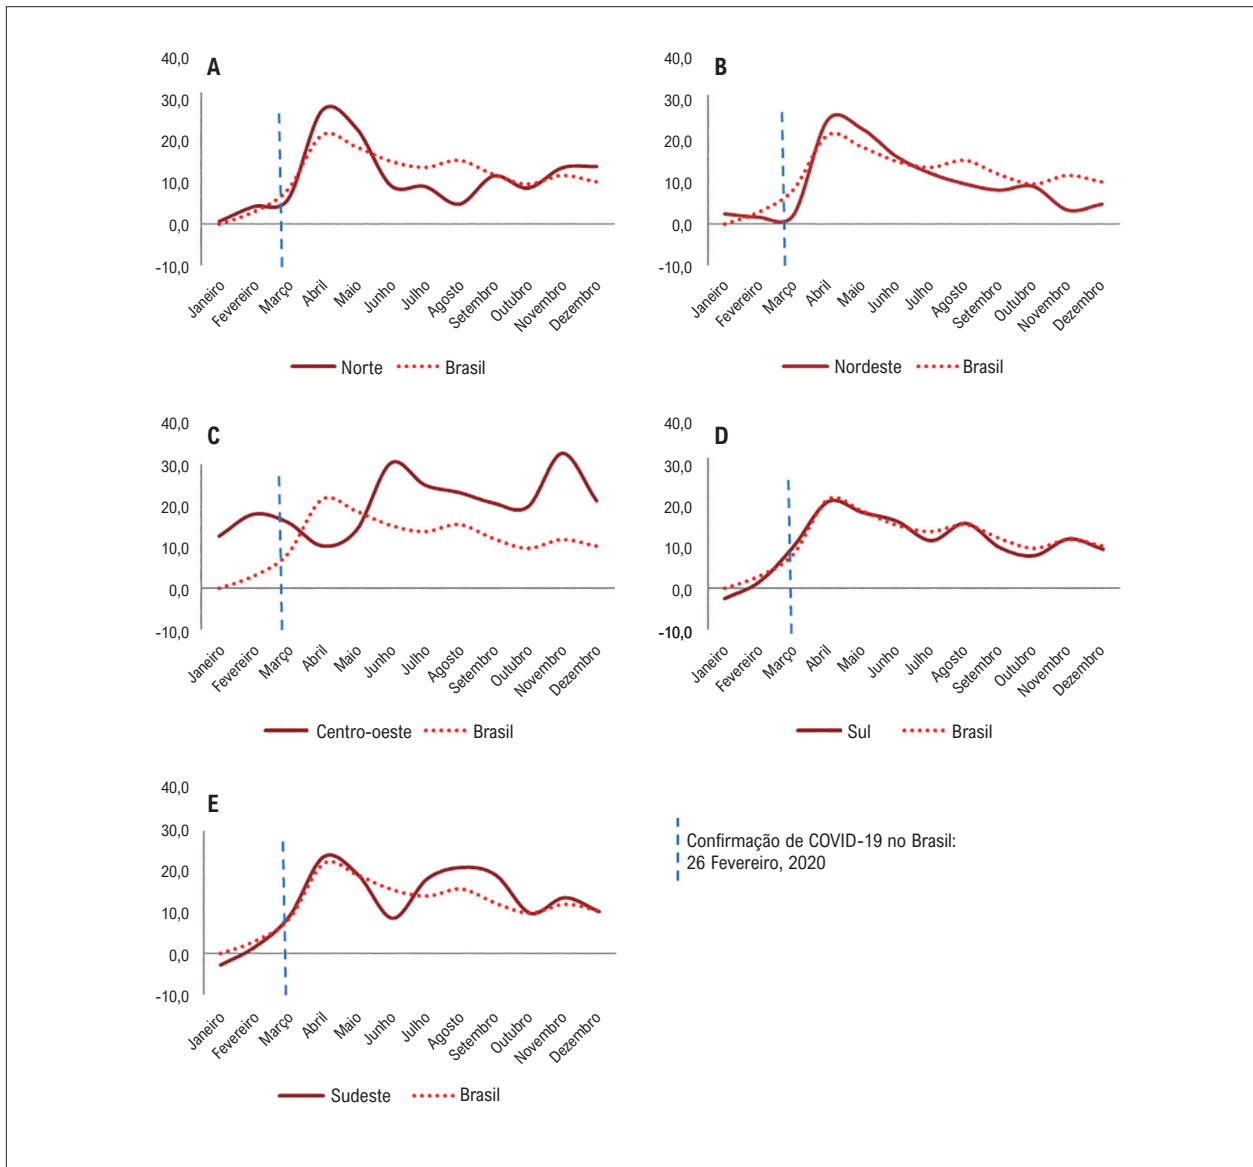 A
40,0
30,0
20,0
10,0
0,0
-10,0
Janeiro
Fevereiro
Março
Abril
Maio
Junho
Julho
Agosto
Setembro
Outubro
Novembro
Dezembro
Norte Brasil
B
40,0
30,0
20,0
10,0
0,0
-10,0
Janeiro
Fevereiro
Março
Abril
Maio
Junho
Julho
Agosto
Setembro
Outubro
Novembro
Dezembro
Nordeste Brasil
C
40,0
30,0
20,0
10,0
0,0
-10,0
Janeiro
Fevereiro
Março
Abril
Maio
Junho
Julho
Agosto
Setembro
Outubro
Novembro
Dezembro
Centro-oeste Brasil
D
40,0
30,0
20,0
10,0
0,0
-10,0
Janeiro
Fevereiro
Março
Abril
Maio
Junho
Julho
Agosto
Setembro
Outubro
Novembro
Dezembro
Sul Brasil
E
40,0
30,0
20,0
10,0
0,0
-10,0
Janeiro
Fevereiro
Março
Abril
Maio
Junho
Julho
Agosto
Setembro
Outubro
Novembro
Dezembro
Sudeste Brasil
Confirmação de COVID-19 no Brasil:
26 Fevereiro, 2020